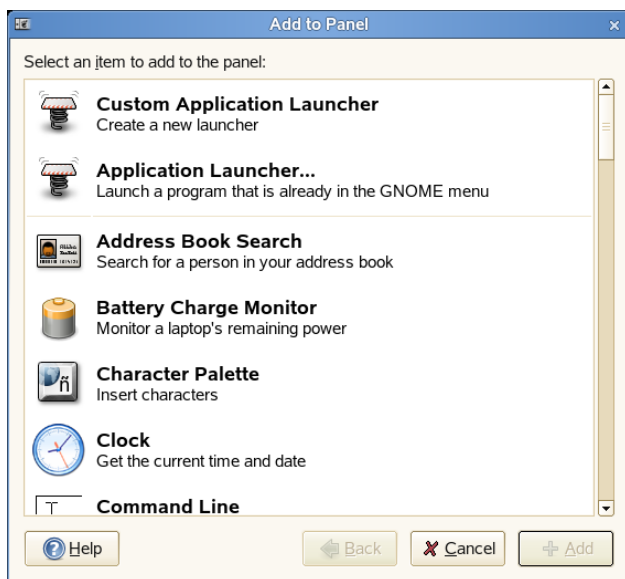 Add to Panel
Select an item to add to the panel:
Custom Application Launcher
Create a new launcher
Application Launcher...
Launch a program that is already in the GNOME menu
Address Book Search
Search for a person in your address book
Battery Charge Monitor
Monitor a laptop's remaining power
ñ
Character Palette
Insert characters
Clock
Get the current time and date
Command Line
Help
Back
Cancel
Add